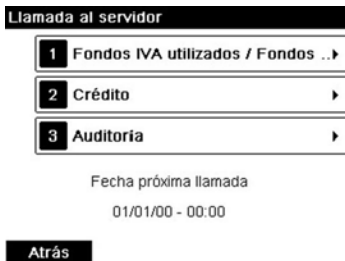 Llamada al servidor
1 Fondos IVA utilizados / Fondos ..
2 Crédito
3 Auditoria
Fecha próxima llamada
01/01/00 - 00:00
Atrás